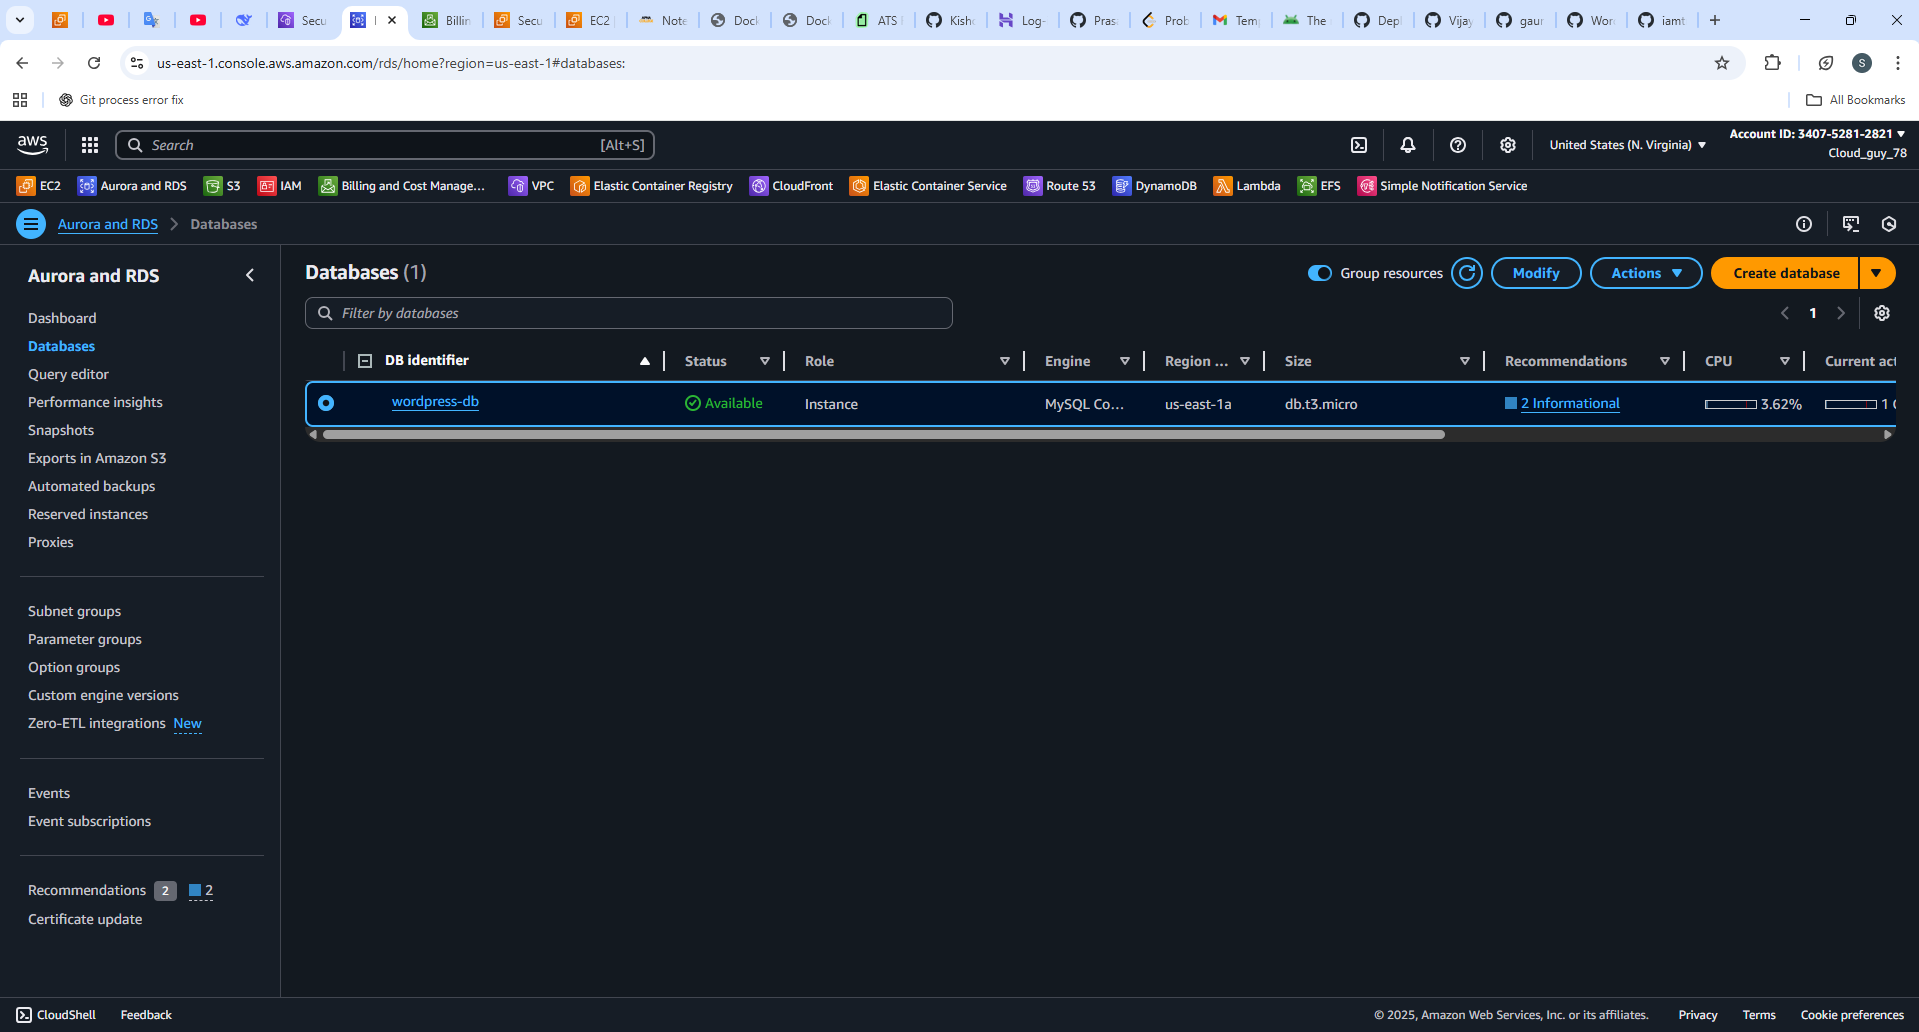 Secu
Billin
Secu
EC2
Note
Dock
Dock
ATS
Kisho
Log-
Pras
Prob
Temp
The
Depl
Vijay
gaur
Wor
iamt
us-east-1.console.aws.amazon.com/rds/home?region=us-east-1#databases:
S
Git process error fix
All Bookmarks
aws
Search
[Alt+S]
United States (N. Virginia)
Account ID: 3407-5281-2821
Cloud_guy_78
EC2
Aurora and RDS
S3
IAM
Billing and Cost Manage...
VPC
Elastic Container Registry
CloudFront
Elastic Container Service
Route 53
DynamoDB
Lambda
EFS
Simple Notification Service
Aurora and RDS
Databases
Aurora and RDS
Dashboard
Databases
Query editor
Performance insights
Snapshots
Exports in Amazon S3
Automated backups
Reserved instances
Proxies
Subnet groups
Parameter groups
Option groups
Custom engine versions
Zero-ETL integrations New
Events
Event subscriptions
Recommendations 2 2
Certificate update
Databases (1)
Group resources
Modify
Actions
Create database
Filter by databases
1
DB identifier
Status
Role
Engine
Region ...
Size
Recommendations
CPU
Current act
wordpress-db
Available
Instance
MySQL Co...
us-east-1a
db.t3.micro
2 Informational
3.62%
1
CloudShell
Feedback
© 2025, Amazon Web Services, Inc. or its affiliates.
Privacy
Terms
Cookie preferences